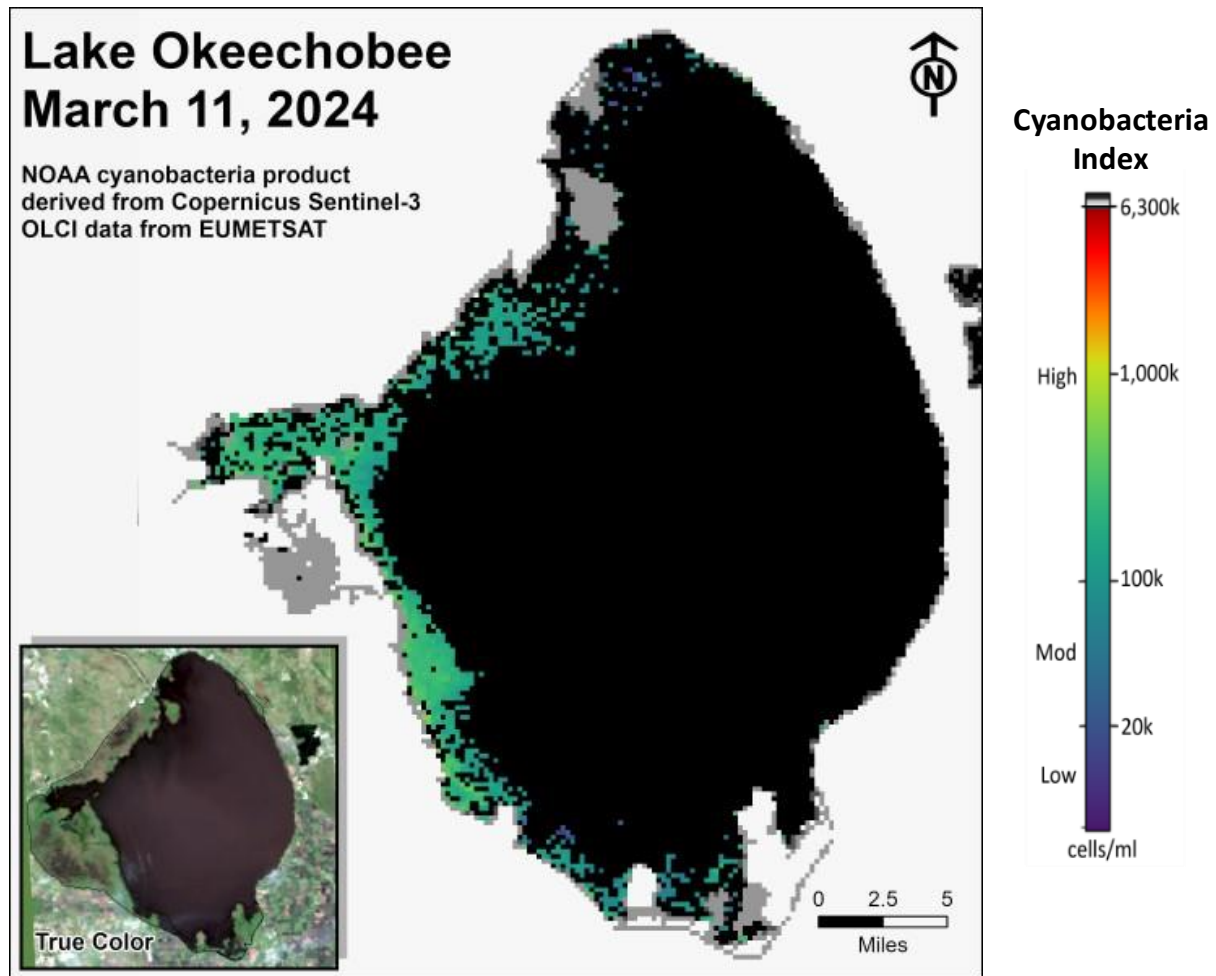 Lake Okeechobee
March 11, 2024
NOAA cyanobacteria product
derived from Copernicus Sentinel-3
OLCI data from EUMETSAT
N
Cyanobacteria
Index
6,300k
High
1,000k
100k
Mod
20k
Low
cells/ml
True Color
0 2.5 5
Miles